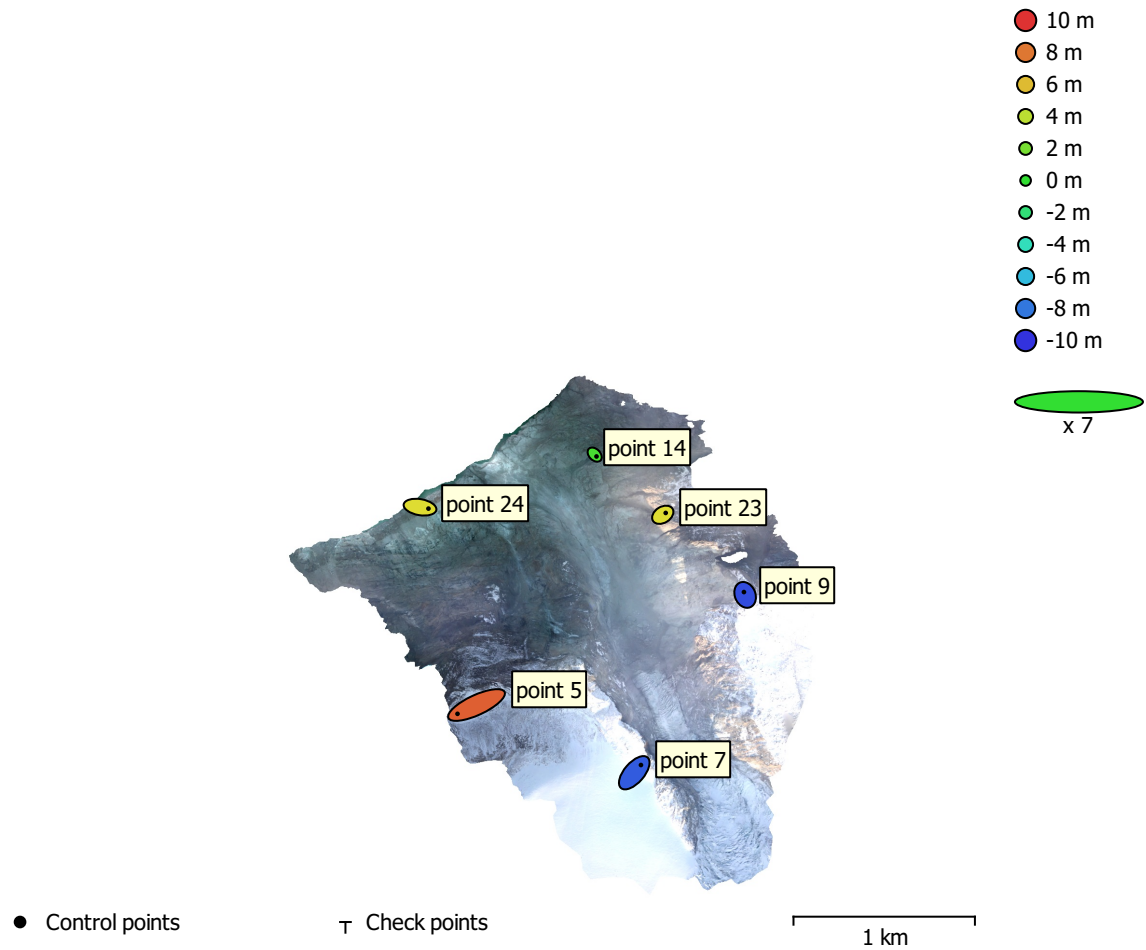 10 m
8 m
6 m
4 m
2 m
0 m
-2 m
-4 m
-6 m
-8 m
-10 m
x 7
point 14
point 24
point 23
point 9
point 5
point 7
Control points
Check points
1 km